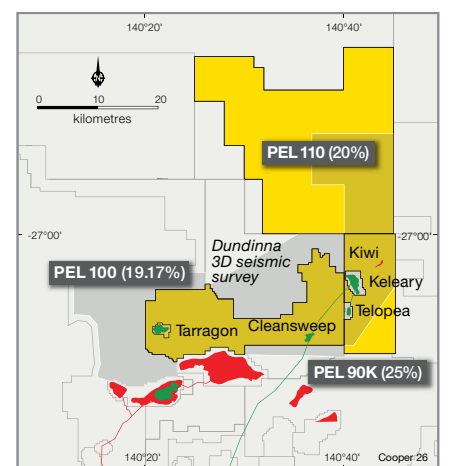 140°20'
140°40'
0
10
20
kilometres
PEL 110 (20%)
-27°00'
-27°00'
Dundinna
3D seismic
survey
Kiwi
PEL 100 (19.17%)
Keleary
Telopea
Tarragon
Cleansweep
PEL 90K (25%)
140°20'
140°40'
Cooper 26